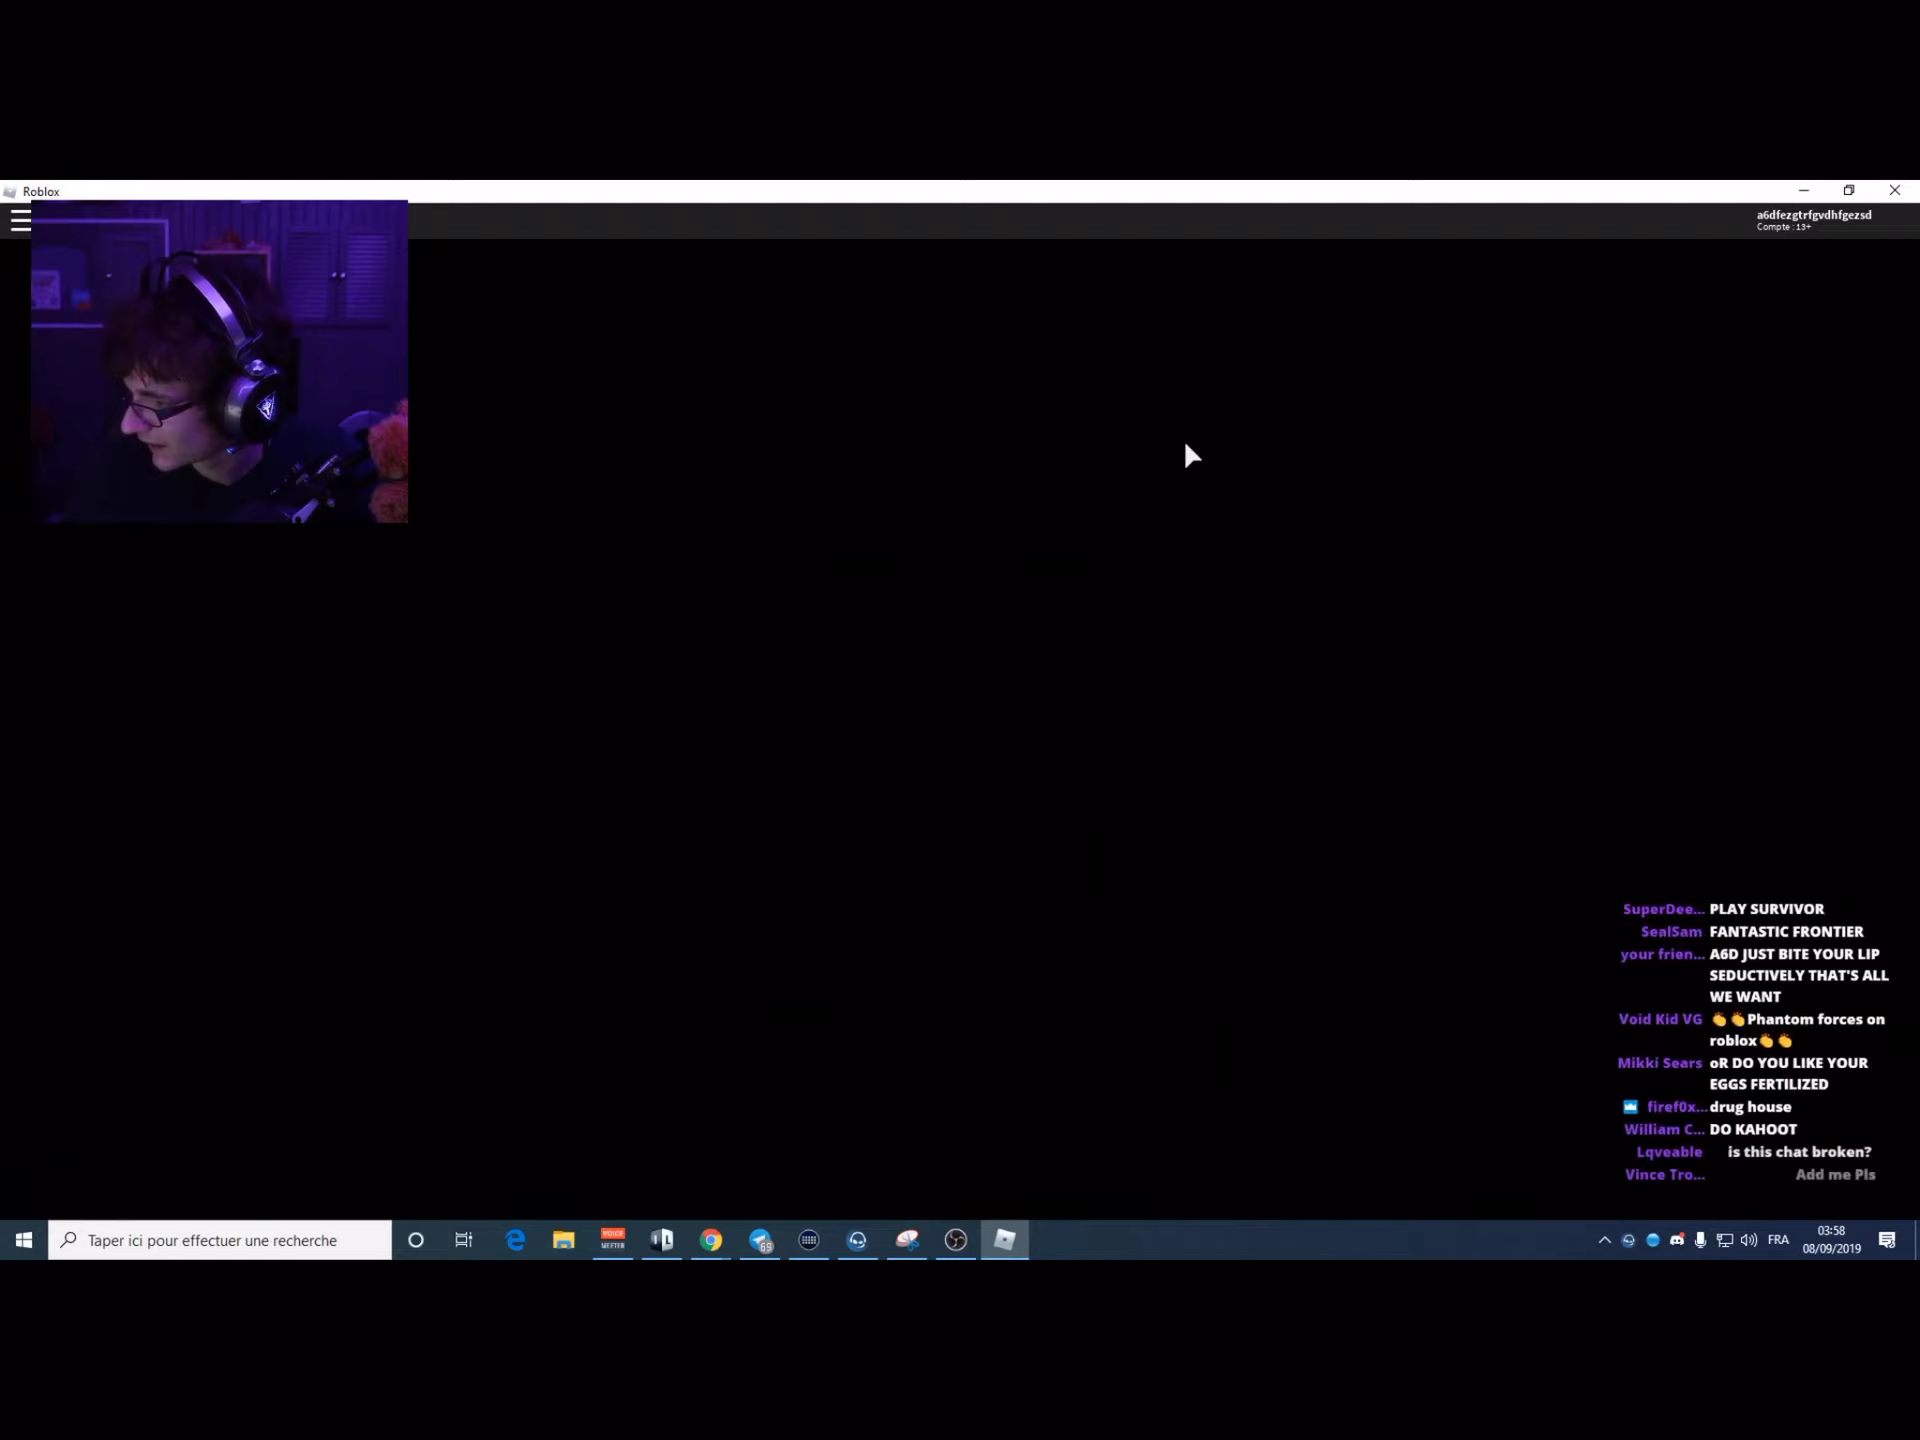 Roblox
a6dfezgtrfgvdhfgezsd
Compte : 13+
SuperDee... PLAY SURVIVOR
SealSam FANTASTIC FRONTIER
your frien... A6D JUST BITE YOUR LIP
SEDUCTIVELY THAT'S ALL
WE WANT
Void Kid VG 👏👏Phantom forces on
roblox👏👏
Mikki Sears oR DO YOU LIKE YOUR
EGGS FERTILIZED
firef0x... drug house
William C... DO KAHOOT
Lqveable is this chat broken?
Vince Tro... Add me Pls
Taper ici pour effectuer une recherche
VOICE
MEETER
69
FRA
03:58
08/09/2019